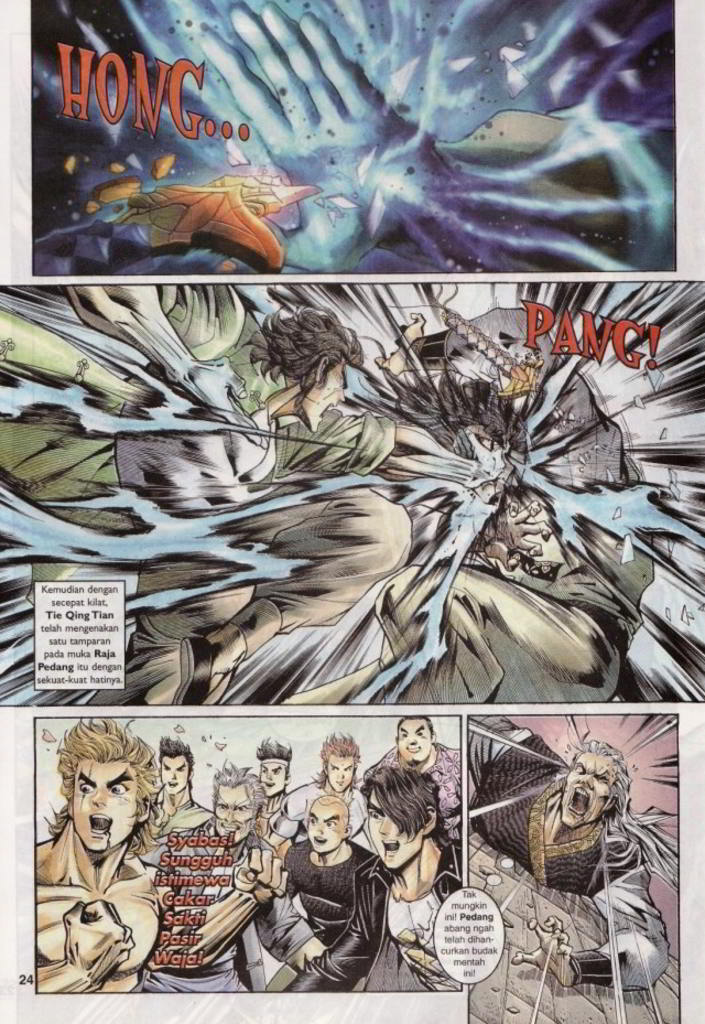 HONG...
PANG!
Kemudian dengan
secepat kilat,
Tie Qing Tian
telah mengenakan
satu tamparan
pada muka Raja
Pedang itu dengan
sekuat-kuat hatinya.
Syabas!
Sungguh
istimewa
Cakar
Sakti
Pasir
Waja!
Tak
mungkin
ini! Pedang
abang ngah
telah dihan-
curkan budak
mentah
ini!
24